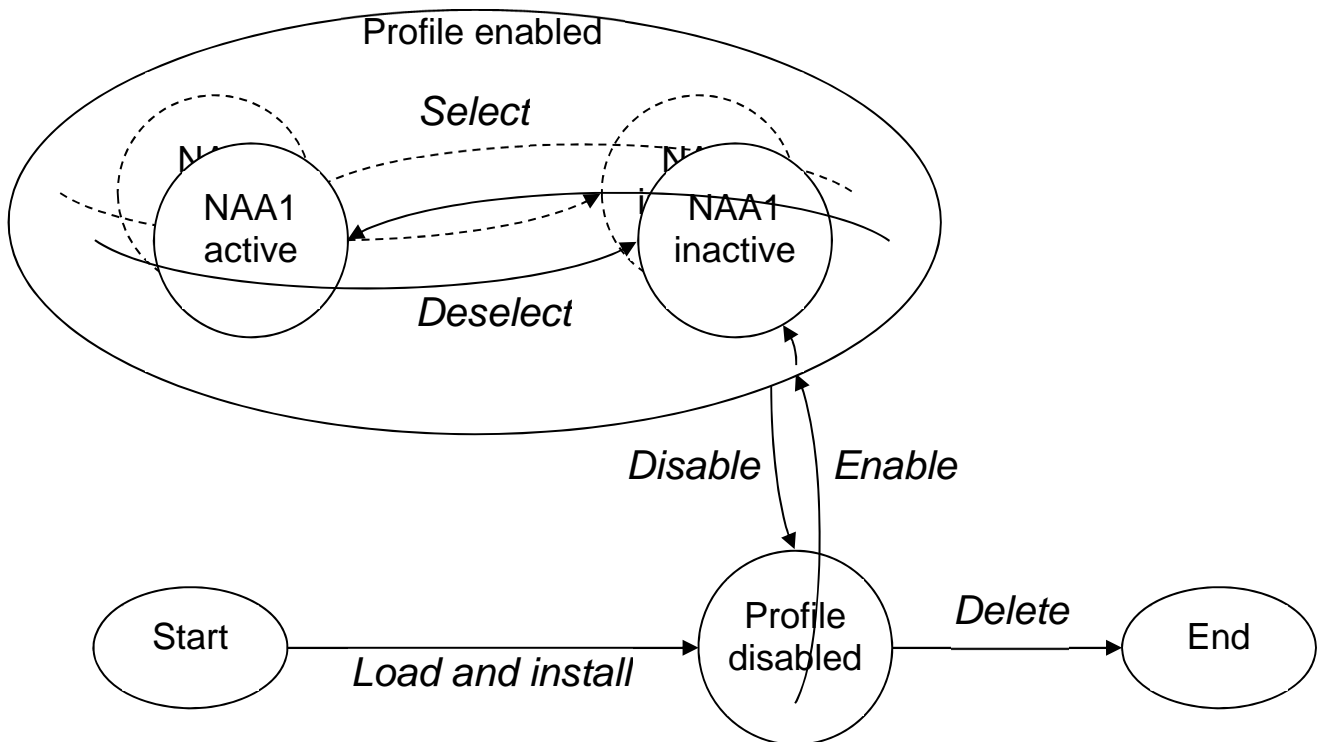 Profile enabled
Select
NAA1
active
NAA1
inactive
Deselect
Disable
Enable
Start
Load and install
Profile
disabled
Delete
End